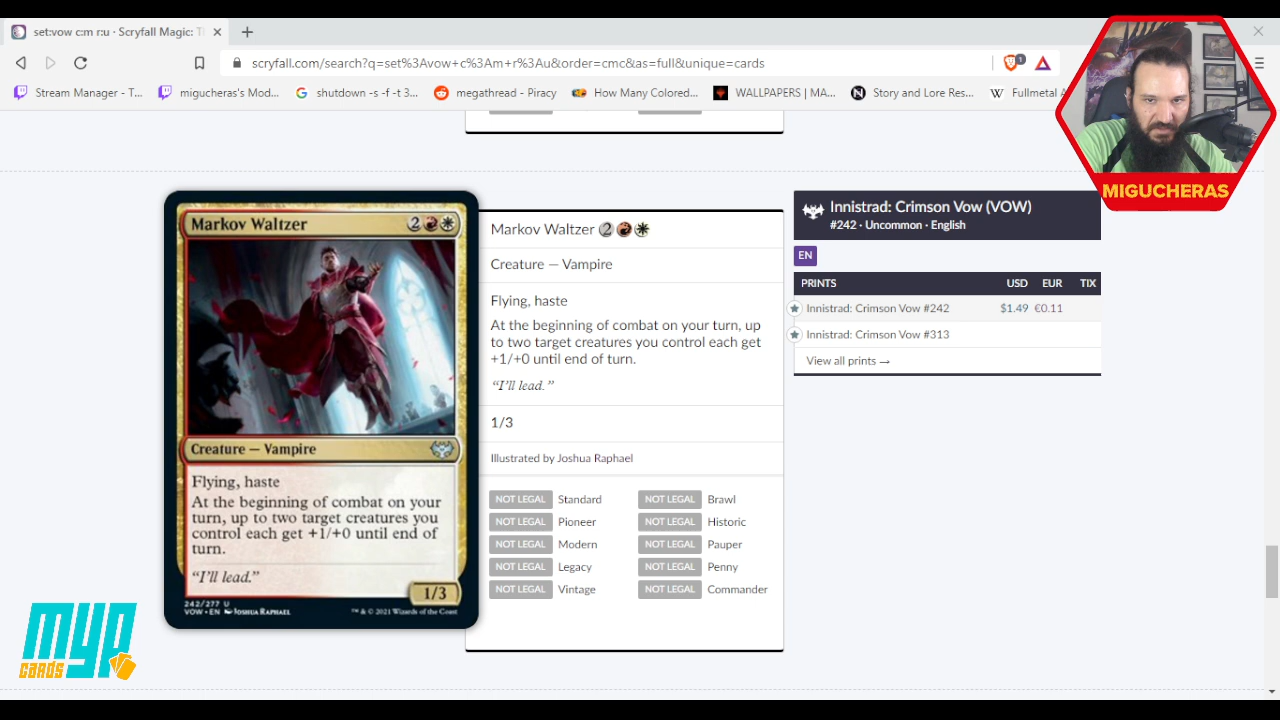 set:vow c:m r:u · Scryfall Magic: T
scryfall.com/search?q=set%3Avow+c%3Am+r%3Au&order=cmc&as=full&unique=cards
1
Stream Manager - T...
migucheras's Mod...
shutdown -s -f -t 3...
megathread - Piracy
How Many Colored...
WALLPAPERS | MA...
Story and Lore Res...
Fullmetal A
MIGUCHERAS
Markov Waltzer 2
Creature — Vampire
Flying, haste
At the beginning of combat on your
turn, up to two target creatures you
control each get +1/+0 until end of
turn.
"I'll lead."
1/3
242/277 U
VOW • EN Joshua Raphael
™ & © 2021 Wizards of the Coast
Markov Waltzer 2
Creature — Vampire
Flying, haste
At the beginning of combat on your turn, up
to two target creatures you control each get
+1/+0 until end of turn.
“I’ll lead.”
1/3
Illustrated by Joshua Raphael
NOT LEGAL Standard NOT LEGAL Brawl
NOT LEGAL Pioneer NOT LEGAL Historic
NOT LEGAL Modern NOT LEGAL Pauper
NOT LEGAL Legacy NOT LEGAL Penny
NOT LEGAL Vintage NOT LEGAL Commander
Innistrad: Crimson Vow (VOW)
#242 · Uncommon · English
EN
PRINTS USD EUR TIX
Innistrad: Crimson Vow #242 $1.49 €0.11
Innistrad: Crimson Vow #313
View all prints →
myp
cards